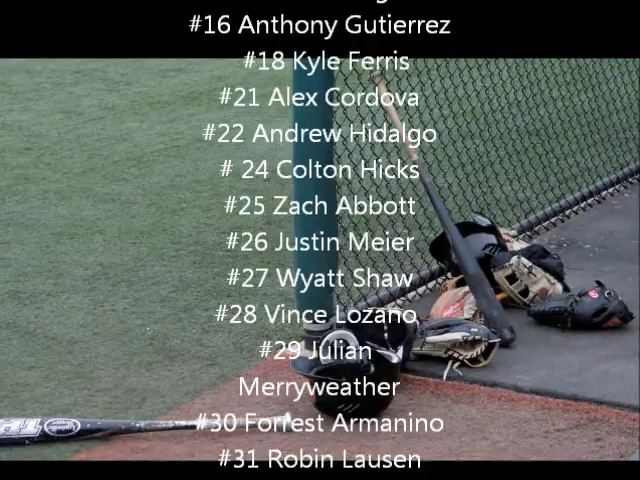 #16 Anthony Gutierrez
#18 Kyle Ferris
#21 Alex Cordova
#22 Andrew Hidalgo
# 24 Colton Hicks
#25 Zach Abbott
#26 Justin Meier
#27 Wyatt Shaw
#28 Vince Lozano
#29 Julian
Merryweather
#30 Forrest Armanino
#31 Robin Lausen